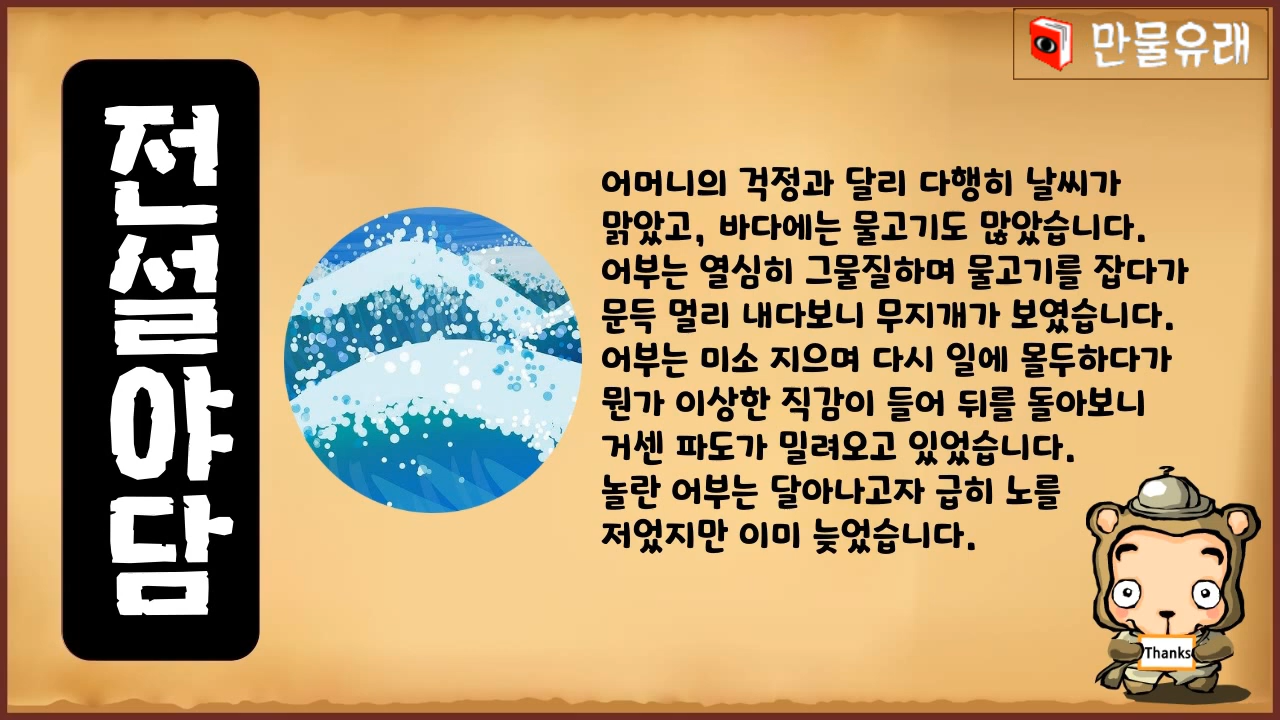 만물유래
전설야담
어머니의 걱정과 달리 다행히 날씨가
맑았고, 바다에는 물고기도 많았습니다.
어부는 열심히 그물질하며 물고기를 잡다가
문득 멀리 내다보니 무지개가 보였습니다.
어부는 미소 지으며 다시 일에 몰두하다가
뭔가 이상한 직감이 들어 뒤를 돌아보니
거센 파도가 밀려오고 있었습니다.
놀란 어부는 달아나고자 급히 노를
저었지만 이미 늦었습니다.
Thanks